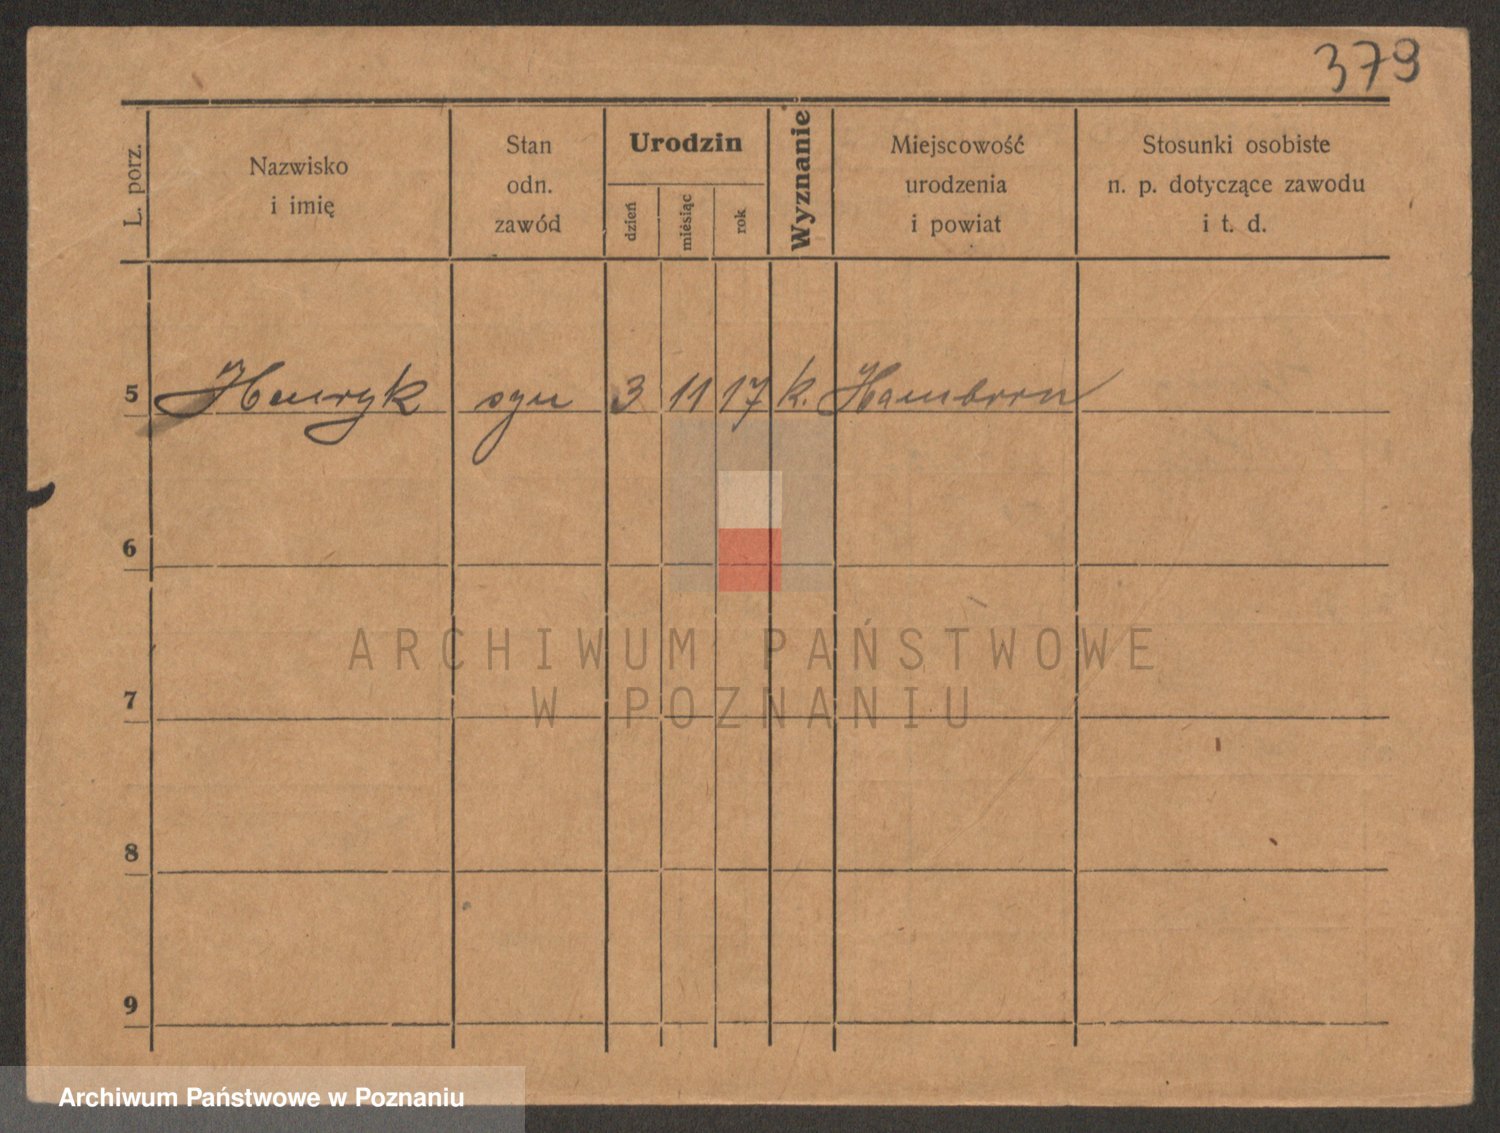 379
L. porz.
Nazwisko
i imię
Stan
odn.
zawód
Urodzin
dzień
miesiąc
rok
Wyznanie
Miejscowość
urodzenia
i powiat
Stosunki osobiste
n. p. dotyczące zawodu
i t. d.
5 Henryk syn 3 11 17 k. Hamborn
6
7
8
9
ARCHIWUM PAŃSTWOWE
W POZNANIU
Archiwum Państwowe w Poznaniu